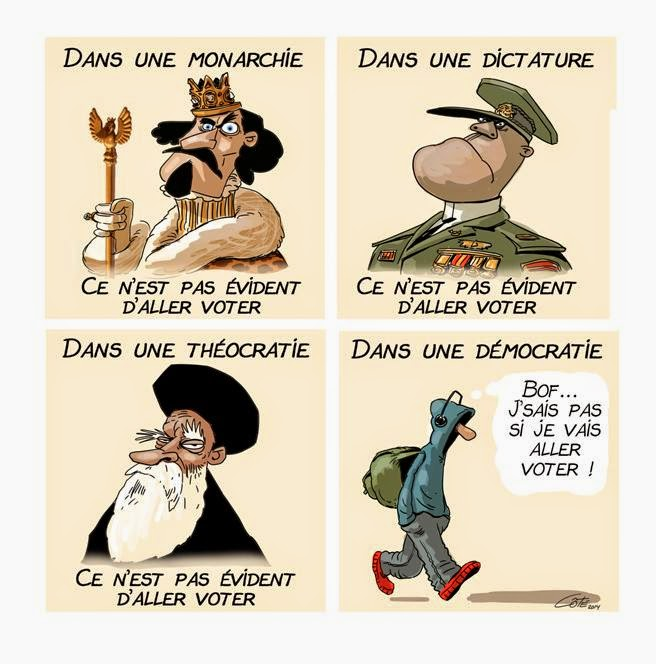 DANS UNE MONARCHIE
CE N'EST PAS ÉVIDENT
D'ALLER VOTER
DANS UNE DICTATURE
CE N'EST PAS ÉVIDENT
D'ALLER VOTER
DANS UNE THÉOCRATIE
CE N'EST PAS ÉVIDENT
D'ALLER VOTER
DANS UNE DÉMOCRATIE
BOF...
J'SAIS PAS
SI JE VAIS
ALLER
VOTER !
CÔTÉ 2014